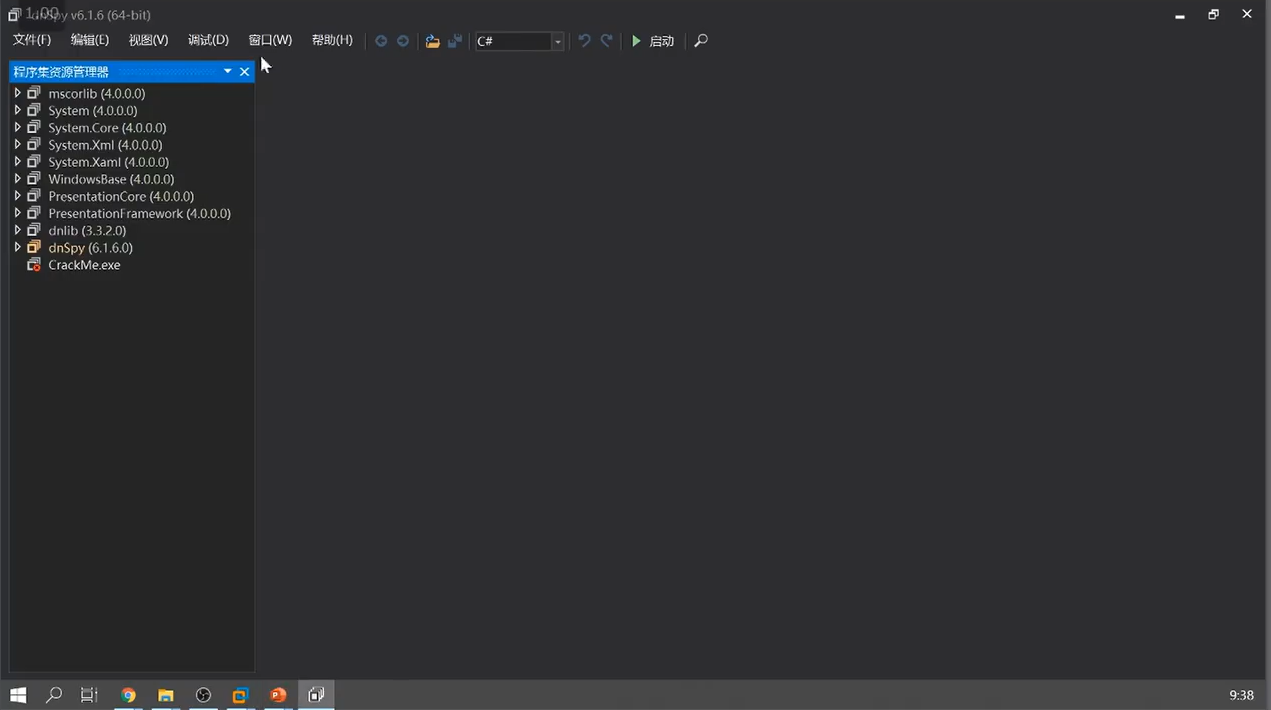 1.00
dnSpy v6.1.6 (64-bit)
文件(F) 编辑(E) 视图(V) 调试(D) 窗口(W) 帮助(H) C# 启动
程序集资源管理器
mscorlib (4.0.0.0)
System (4.0.0.0)
System.Core (4.0.0.0)
System.Xml (4.0.0.0)
System.Xaml (4.0.0.0)
WindowsBase (4.0.0.0)
PresentationCore (4.0.0.0)
PresentationFramework (4.0.0.0)
dnlib (3.3.2.0)
dnSpy (6.1.6.0)
CrackMe.exe
9:38